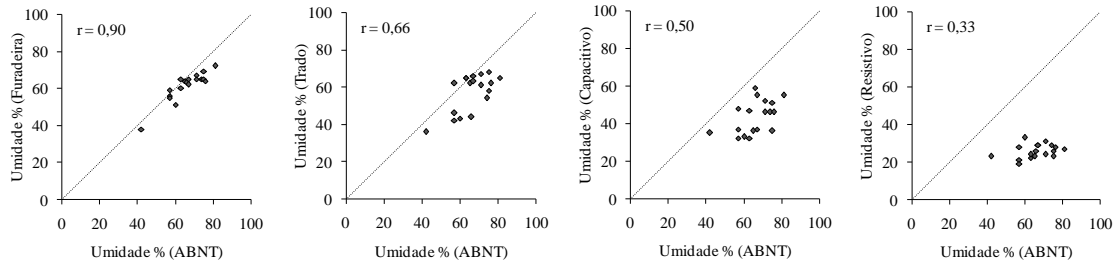 Umidade % (Furadeira)
100
80
60
40
20
0
r = 0,90
0 20 40 60 80 100
Umidade % (ABNT)
Umidade % (Trado)
100
80
60
40
20
0
r = 0,66
0 20 40 60 80 100
Umidade % (ABNT)
Umidade % (Capacitivo)
100
80
60
40
20
0
r = 0,50
0 20 40 60 80 100
Umidade % (ABNT)
Umidade % (Resistivo)
100
80
60
40
20
0
r = 0,33
0 20 40 60 80 100
Umidade % (ABNT)